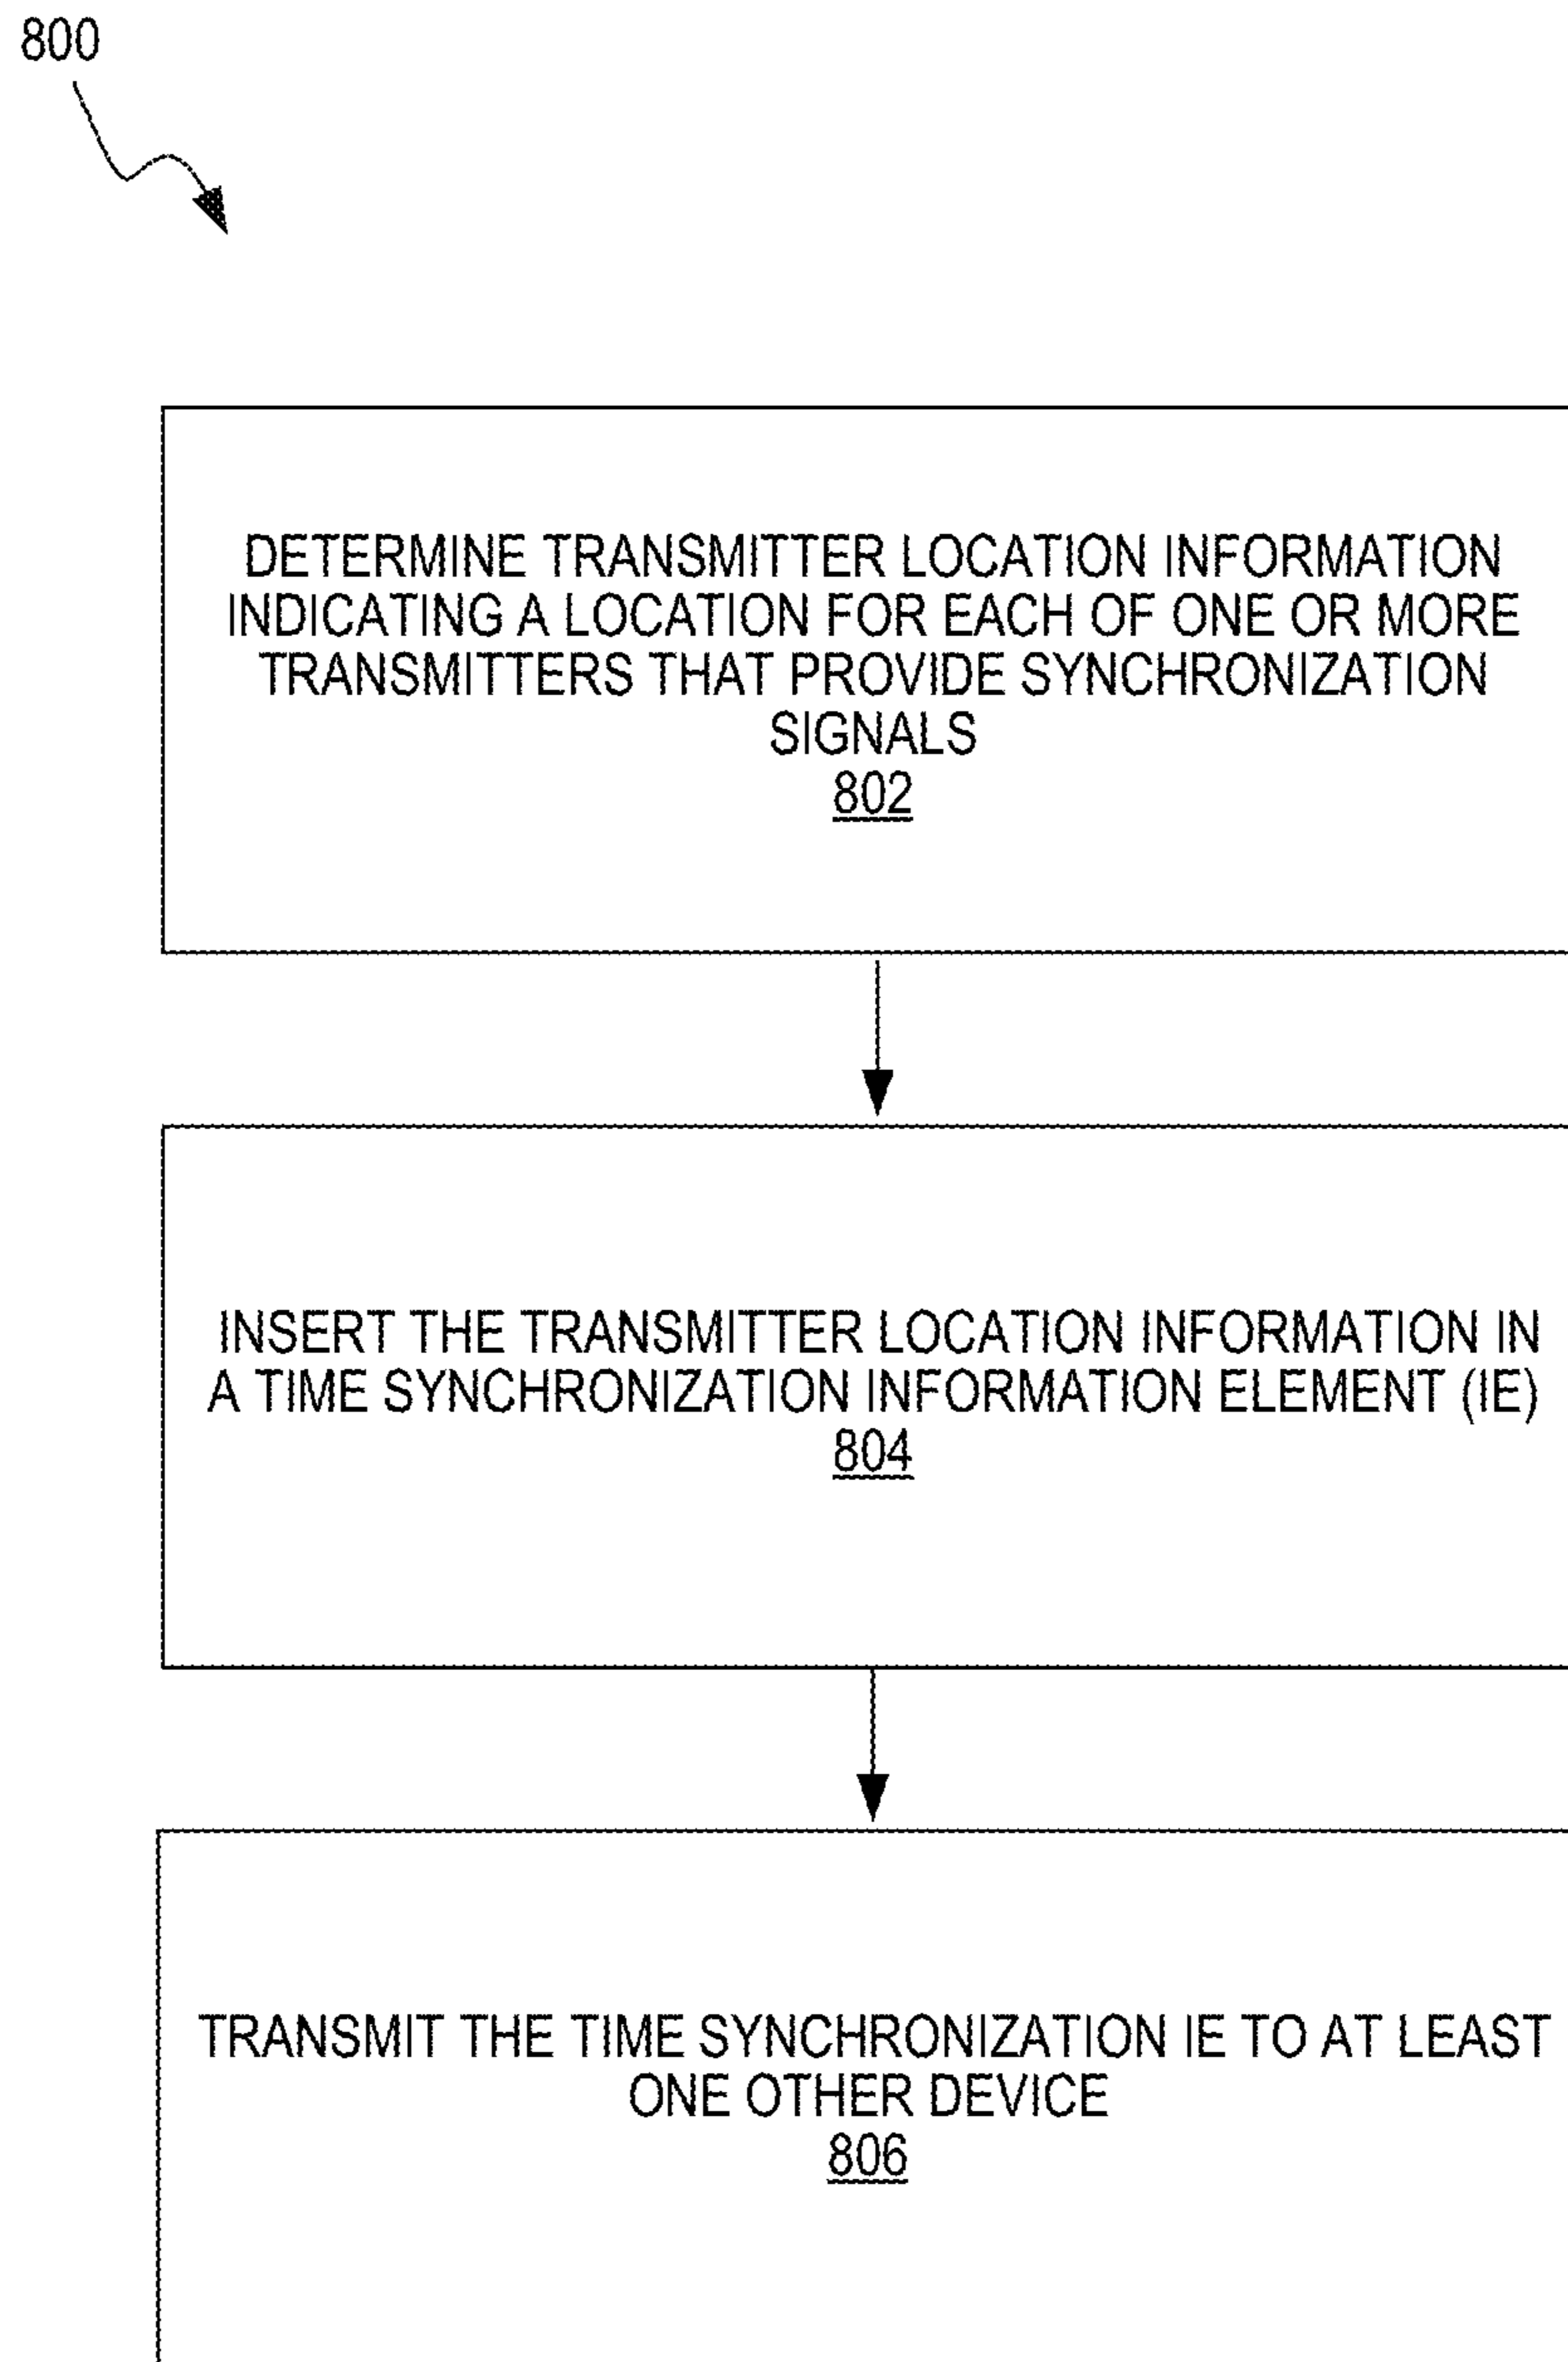 800
DETERMINE TRANSMITTER LOCATION INFORMATION
INDICATING A LOCATION FOR EACH OF ONE OR MORE
TRANSMITTERS THAT PROVIDE SYNCHRONIZATION
SIGNALS
802
INSERT THE TRANSMITTER LOCATION INFORMATION IN
A TIME SYNCHRONIZATION INFORMATION ELEMENT (IE)
804
TRANSMIT THE TIME SYNCHRONIZATION IE TO AT LEAST
ONE OTHER DEVICE
806